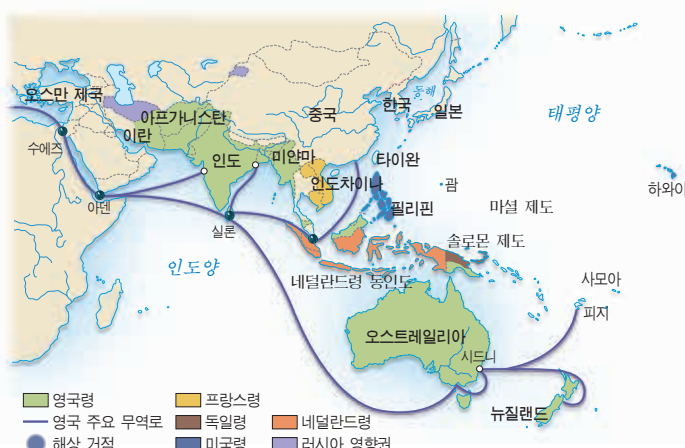 오스만 제국
수에즈
이란
아프가니스탄
아덴
인도
미얀마
중국
한국
동해
일본
태평양
타이완
인도차이나
필리핀
괌
하와이
마셜 제도
실론
인도양
솔로몬 제도
네덜란드령 동인도
사모아
피지
오스트레일리아
시드니
뉴질랜드
영국령
프랑스령
영국 주요 무역로
독일령
네덜란드령
해상 거점
미국령
러시아 영향권